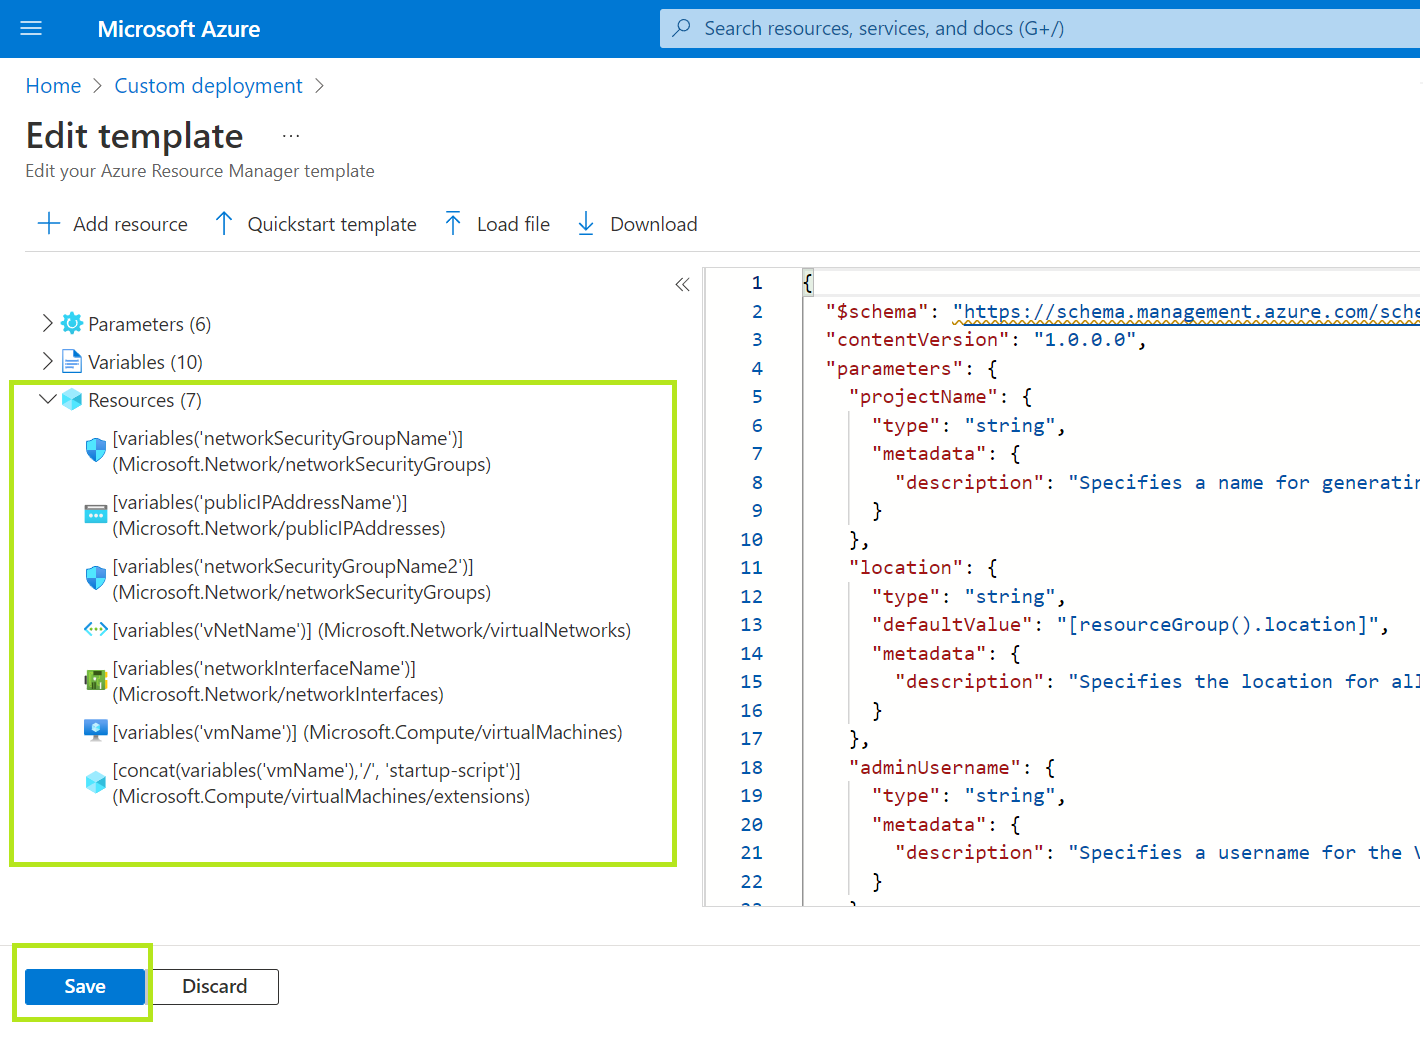 Microsoft Azure
Search resources, services, and docs (G+/)
Home > Custom deployment >
Edit template ...
Edit your Azure Resource Manager template
Add resource
Quickstart template
Load file
Download
Parameters (6)
Variables (10)
Resources (7)
[variables('networkSecurityGroupName')]
(Microsoft.Network/networkSecurityGroups)
[variables('publicIPAddressName')]
(Microsoft.Network/publicIPAddresses)
[variables('networkSecurityGroupName2')]
(Microsoft.Network/networkSecurityGroups)
[variables('vNetName')] (Microsoft.Network/virtualNetworks)
[variables('networkInterfaceName')]
(Microsoft.Network/networkInterfaces)
[variables('vmName')] (Microsoft.Compute/virtualMachines)
[concat(variables('vmName'),'/', 'startup-script')]
(Microsoft.Compute/virtualMachines/extensions)
1 {
2 "$schema": "https://schema.management.azure.com/sche
3 "contentVersion": "1.0.0.0",
4 "parameters": {
5 "projectName": {
6 "type": "string",
7 "metadata": {
8 "description": "Specifies a name for generatin
9 }
10 },
11 "location": {
12 "type": "string",
13 "defaultValue": "[resourceGroup().location]",
14 "metadata": {
15 "description": "Specifies the location for all
16 }
17 },
18 "adminUsername": {
19 "type": "string",
20 "metadata": {
21 "description": "Specifies a username for the V
22 }
Save
Discard